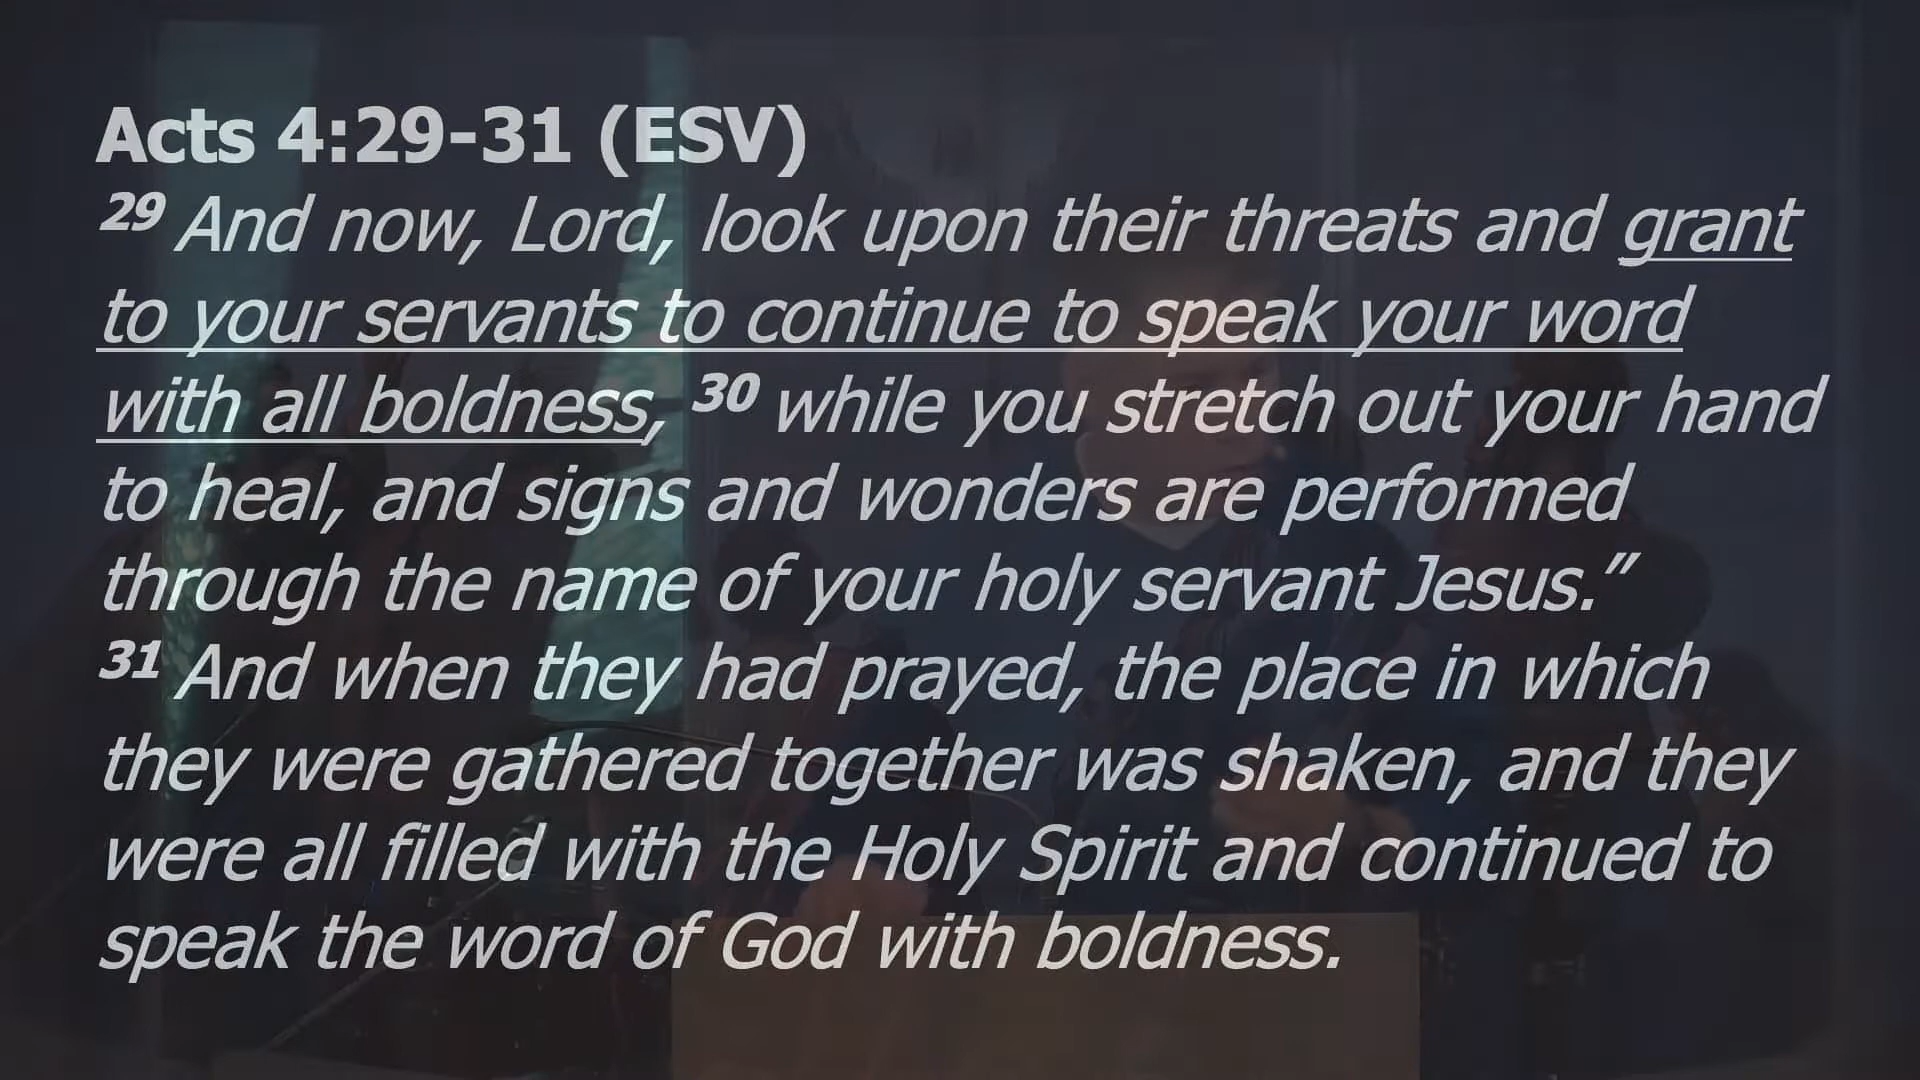 Acts 4:29-31 (ESV)
29 And now, Lord, look upon their threats and grant
to your servants to continue to speak your word
with all boldness, 30 while you stretch out your hand
to heal, and signs and wonders are performed
through the name of your holy servant Jesus.”
31 And when they had prayed, the place in which
they were gathered together was shaken, and they
were all filled with the Holy Spirit and continued to
speak the word of God with boldness.